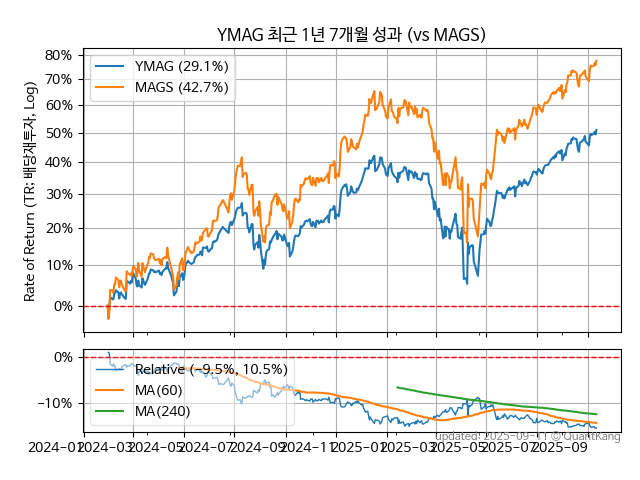 YMAG 최근 1년 7개월 성과 (vs MAGS)
Rate of Return (TR: 배당재투자, Log)
80%
70%
60%
50%
40%
30%
20%
10%
0%
YMAG (29.1%)
MAGS (42.7%)
0%
−10%
Relative (−9.5%, 10.5%)
MA(60)
MA(240)
2024−01
2024−03
2024−05
2024−07
2024−09
2024−11
2025−01
2025−03
2025−05
2025−07
2025−09
updated: 2025−09−11 © QuantKang